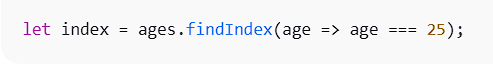 let index = ages.findIndex(age => age === 25);